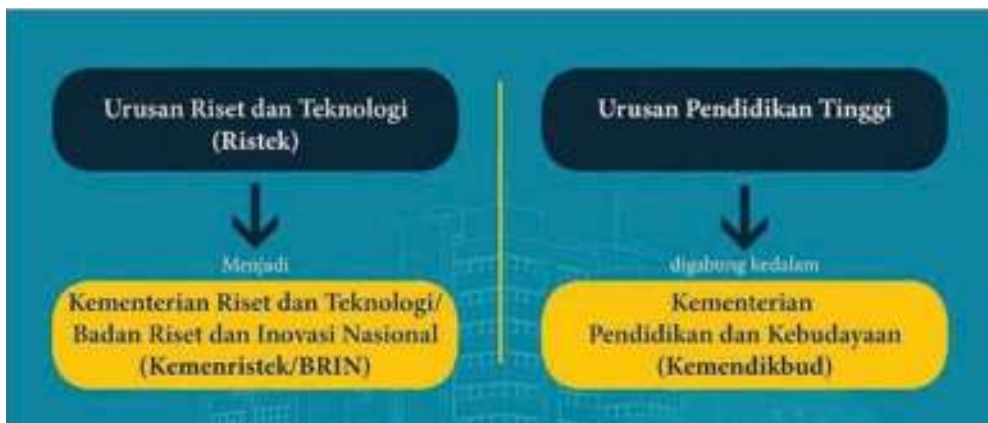 Urusan Riset dan Teknologi
(Ristek)
Menjadi
Kementerian Riset dan Teknologi/
Badan Riset dan Inovasi Nasional
(Kemenristek/BRIN)
Urusan Pendidikan Tinggi
digabung kedalam
Kementerian
Pendidikan dan Kebudayaan
(Kemendikbud)